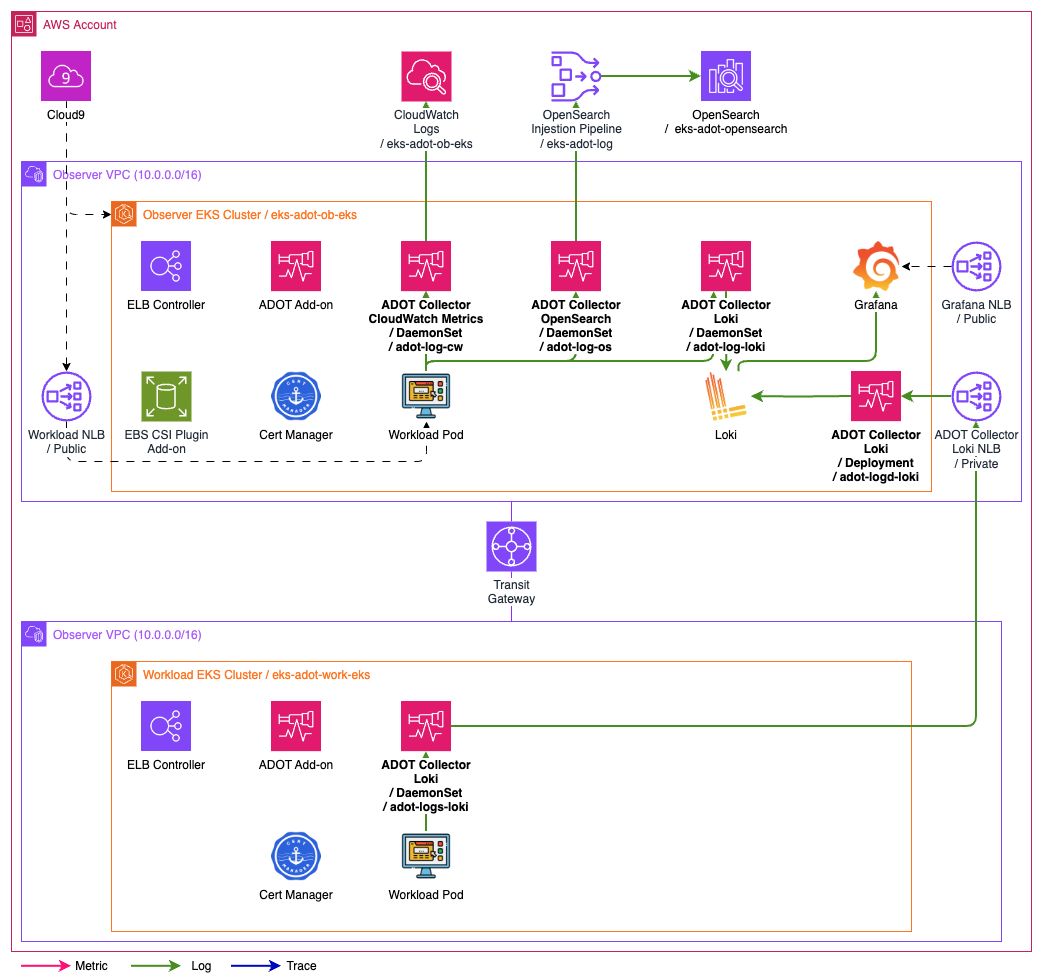 AWS Account
9
Cloud9
CloudWatch
Logs
/ eks-adot-ob-eks
OpenSearch
Injestion Pipeline
/ eks-adot-log
OpenSearch
/ eks-adot-opensearch
Observer VPC (10.0.0.0/16)
Observer EKS Cluster / eks-adot-ob-eks
ELB Controller
ADOT Add-on
ADOT Collector
CloudWatch Metrics
/ DaemonSet
/ adot-log-cw
ADOT Collector
OpenSearch
/ DaemonSet
/ adot-log-os
ADOT Collector
Loki
/ DaemonSet
/ adot-log-loki
Grafana
Grafana NLB
/ Public
Workload NLB
/ Public
EBS CSI Plugin
Add-on
CERT
MANAGER
Cert Manager
Workload Pod
Loki
ADOT Collector
Loki
/ Deployment
/ adot-logd-loki
ADOT Collector
Loki NLB
/ Private
Transit
Gateway
Observer VPC (10.0.0.0/16)
Workload EKS Cluster / eks-adot-work-eks
ELB Controller
ADOT Add-on
ADOT Collector
Loki
/ DaemonSet
/ adot-logs-loki
CERT
MANAGER
Cert Manager
Workload Pod
Metric
Log
Trace